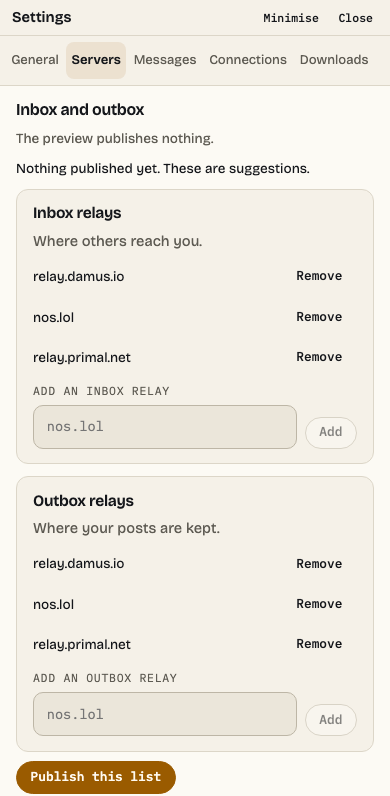 Settings
Minimise
Close
General
Servers
Messages
Connections
Downloads
Inbox and outbox
The preview publishes nothing.
Nothing published yet. These are suggestions.
Inbox relays
Where others reach you.
relay.damus.io
Remove
nos.lol
Remove
relay.primal.net
Remove
ADD AN INBOX RELAY
nos.lol
Add
Outbox relays
Where your posts are kept.
relay.damus.io
Remove
nos.lol
Remove
relay.primal.net
Remove
ADD AN OUTBOX RELAY
nos.lol
Add
Publish this list